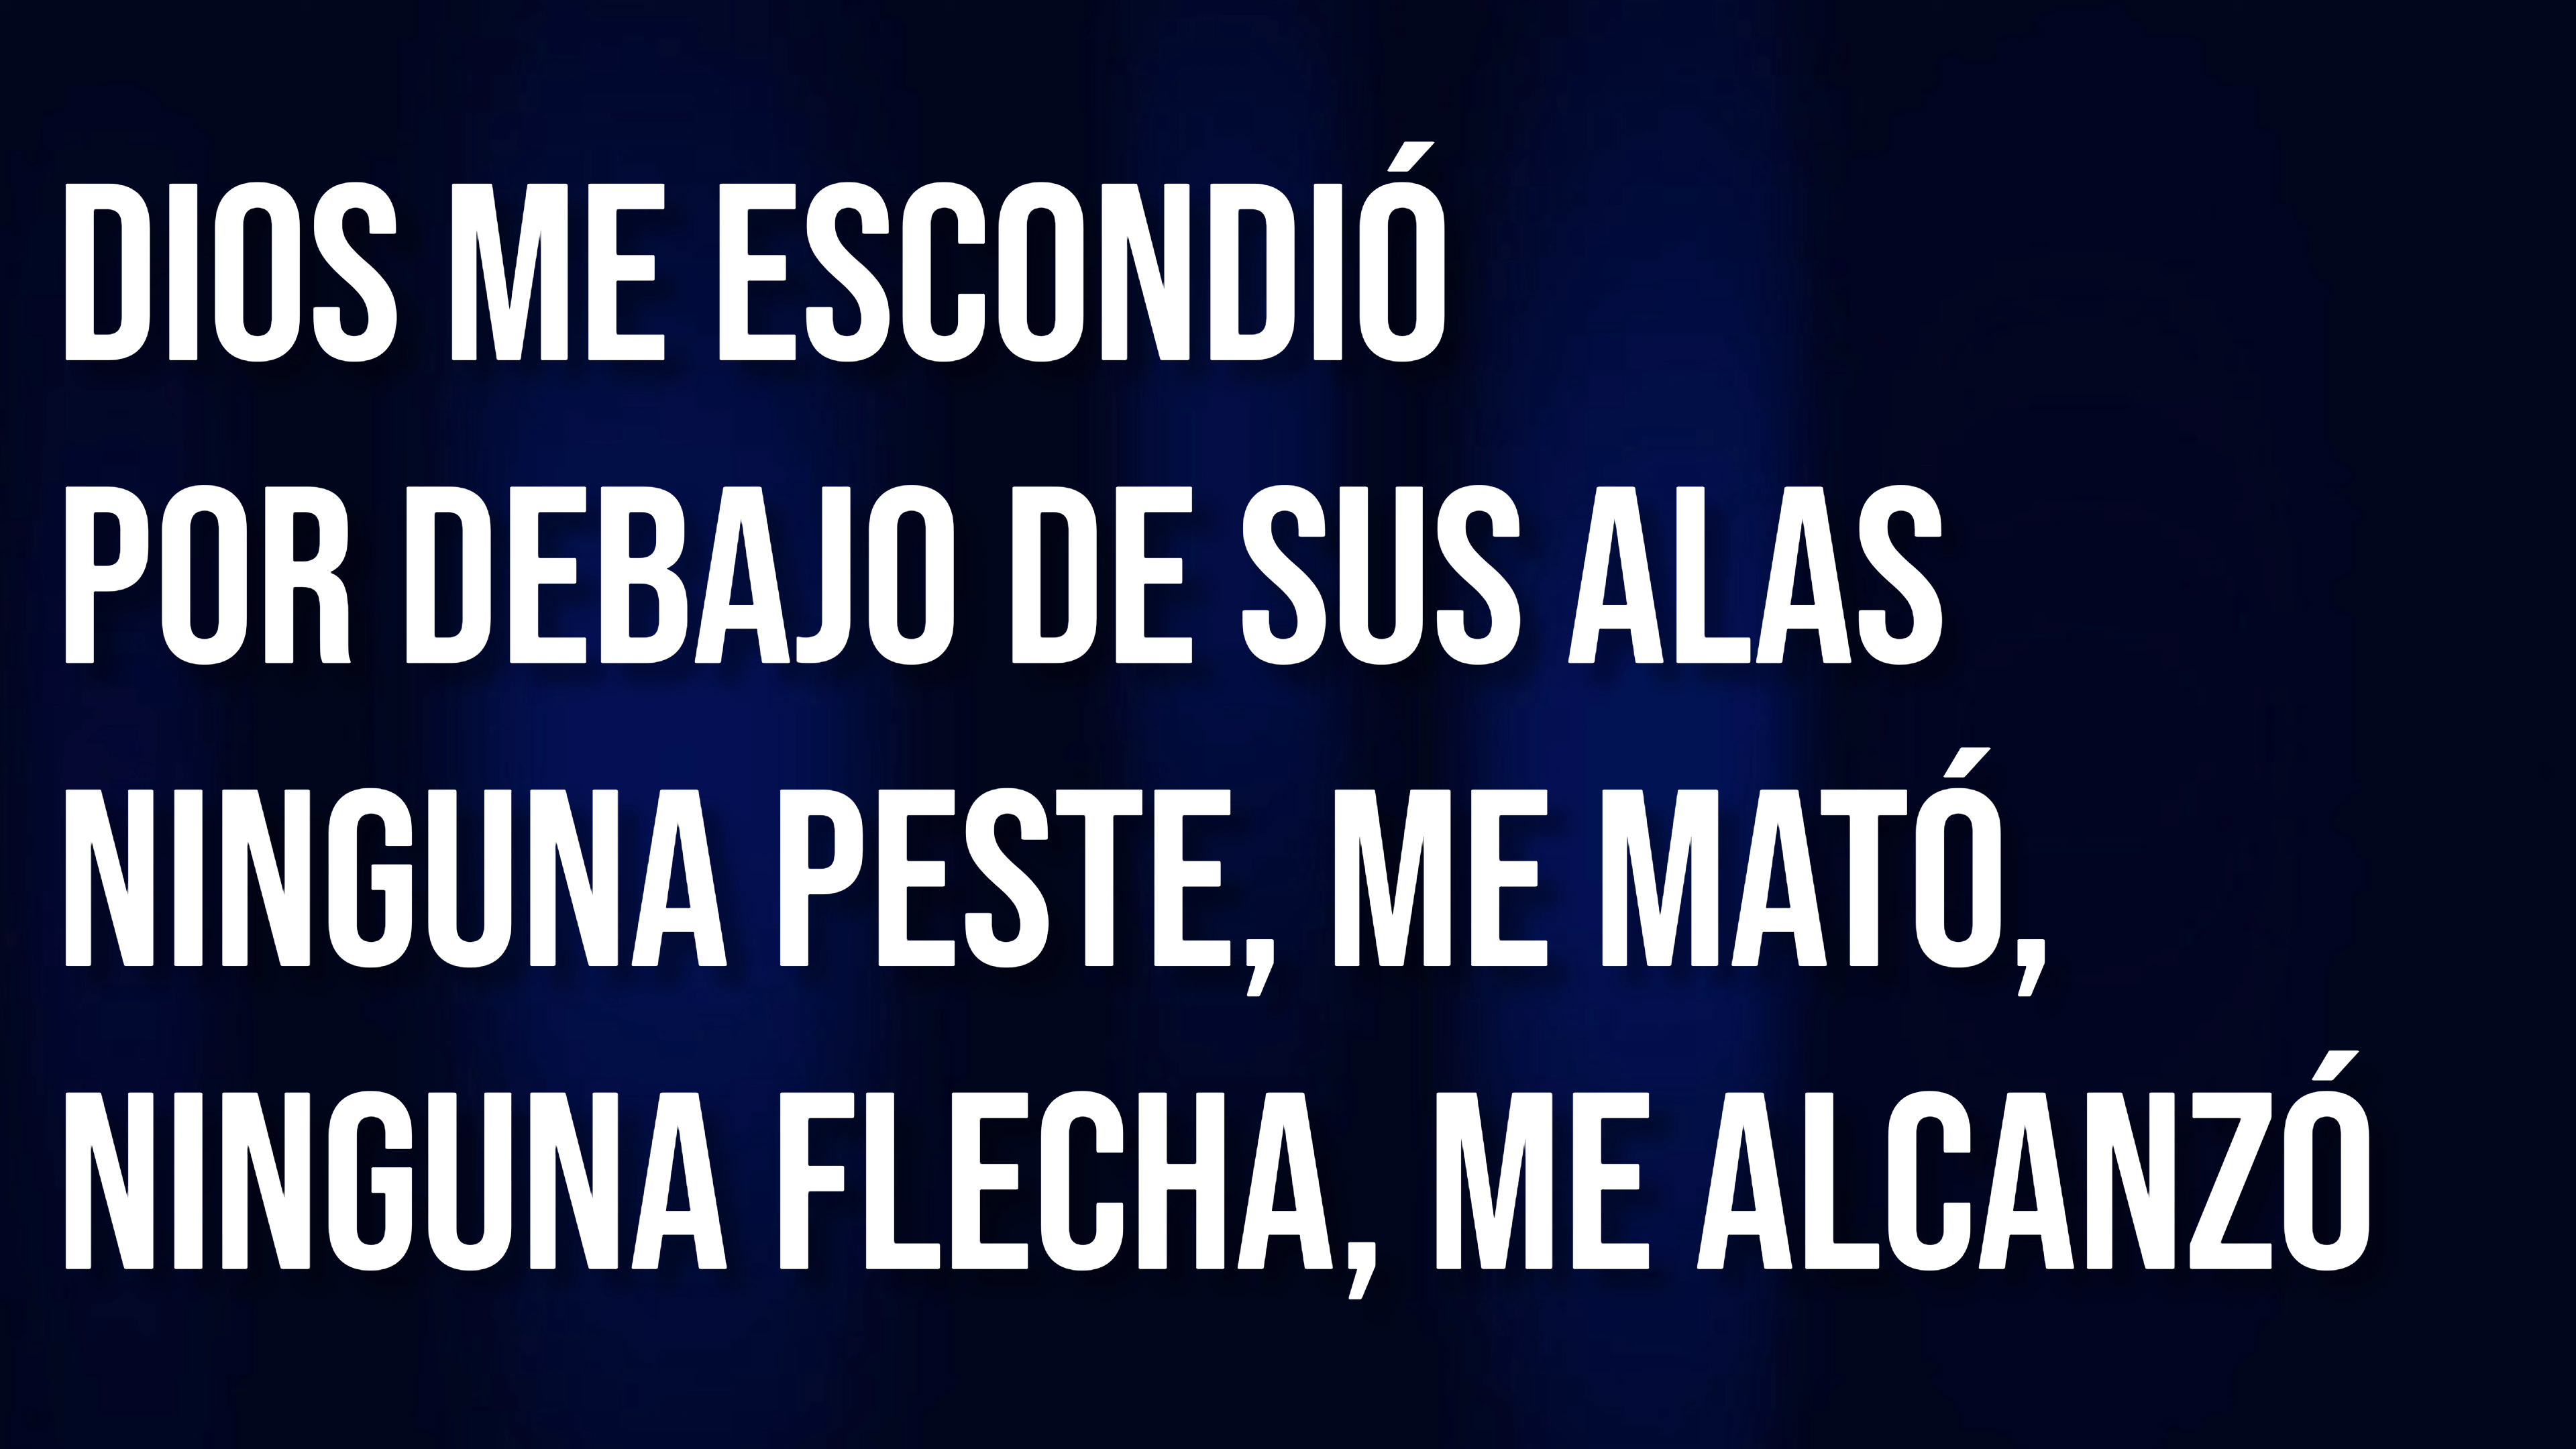 DIOS ME ESCONDIÓ
POR DEBAJO DE SUS ALAS
NINGUNA PESTE, ME MATÓ,
NINGUNA FLECHA, ME ALCANZÓ